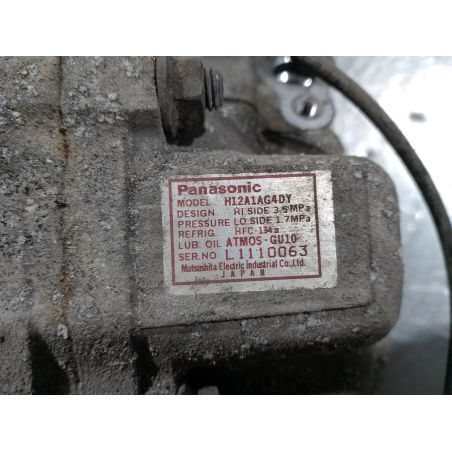 Panasonic
MODEL H12A1AG4DY
DESIGN HI.SIDE 3.5MPa
PRESSURE LO.SIDE 1.7MPa
REFRIG. HFC-134a
LUB. OIL ATMOS-GU10
SER.NO L1110063
Matsushita Electric Industrial Co.,Ltd.
JAPAN